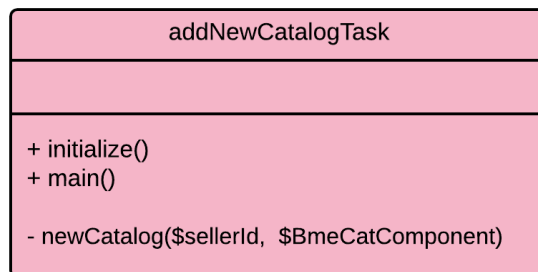 addNewCatalogTask
+ initialize()
+ main()
- newCatalog($sellerId, $BmeCatComponent)